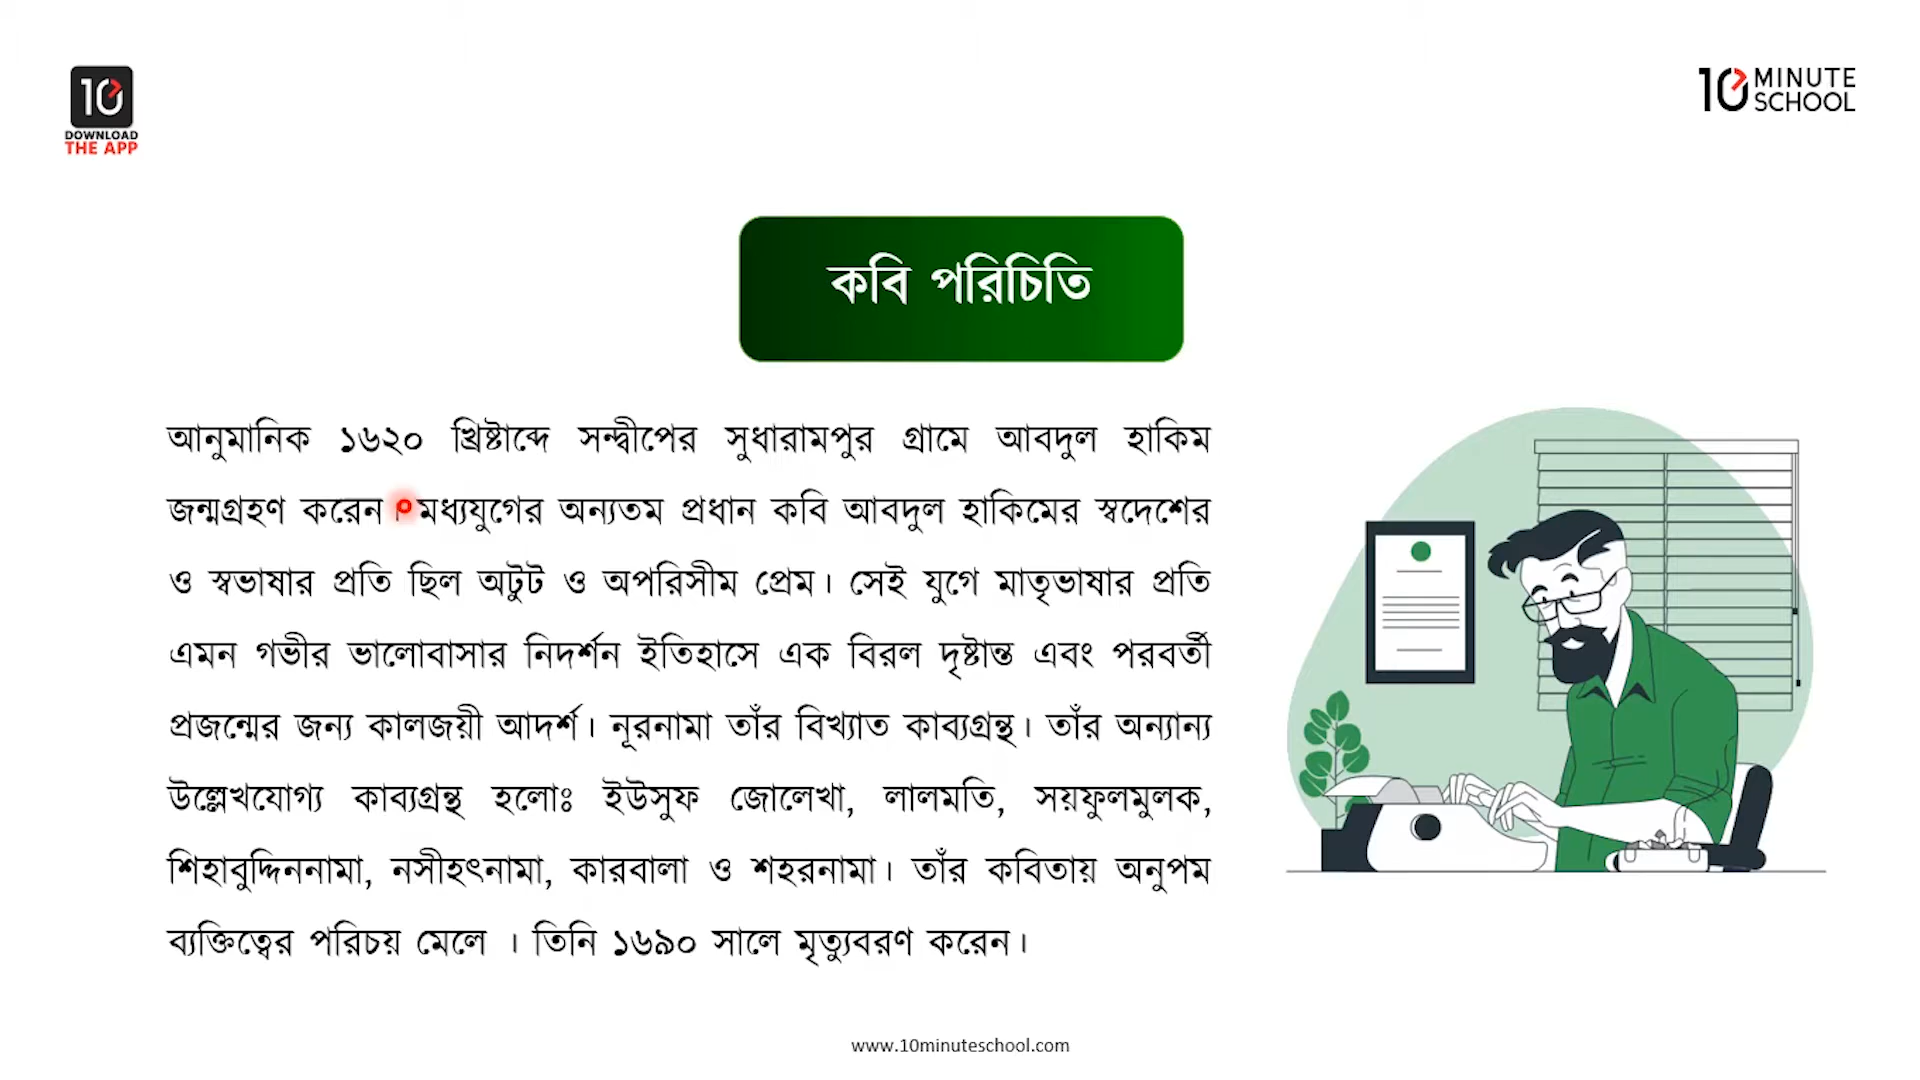 10
DOWNLOAD
THE APP
10 MINUTE
SCHOOL
কবি পরিচিতি
আনুমানিক ১৬২০ খ্রিষ্টাব্দে সন্দ্বীপের সুধারামপুর গ্রামে আবদুল হাকিম
জন্মগ্রহণ করেন। মধ্যযুগের অন্যতম প্রধান কবি আবদুল হাকিমের স্বদেশের
ও স্বভাষার প্রতি ছিল অটুট ও অপরিসীম প্রেম। সেই যুগে মাতৃভাষার প্রতি
এমন গভীর ভালোবাসার নিদর্শন ইতিহাসে এক বিরল দৃষ্টান্ত এবং পরবর্তী
প্রজন্মের জন্য কালজয়ী আদর্শ। নূরনামা তাঁর বিখ্যাত কাব্যগ্রন্থ। তাঁর অন্যান্য
উল্লেখযোগ্য কাব্যগ্রন্থ হলোঃ ইউসুফ জোলেখা, লালমতি, সয়ফুলমুলক,
শিহাবুদ্দিননামা, নসীহৎনামা, কারবালা ও শহরনামা। তাঁর কবিতায় অনুপম
ব্যক্তিত্বের পরিচয় মেলে । তিনি ১৬৯০ সালে মৃত্যুবরণ করেন।
www.10minuteschool.com